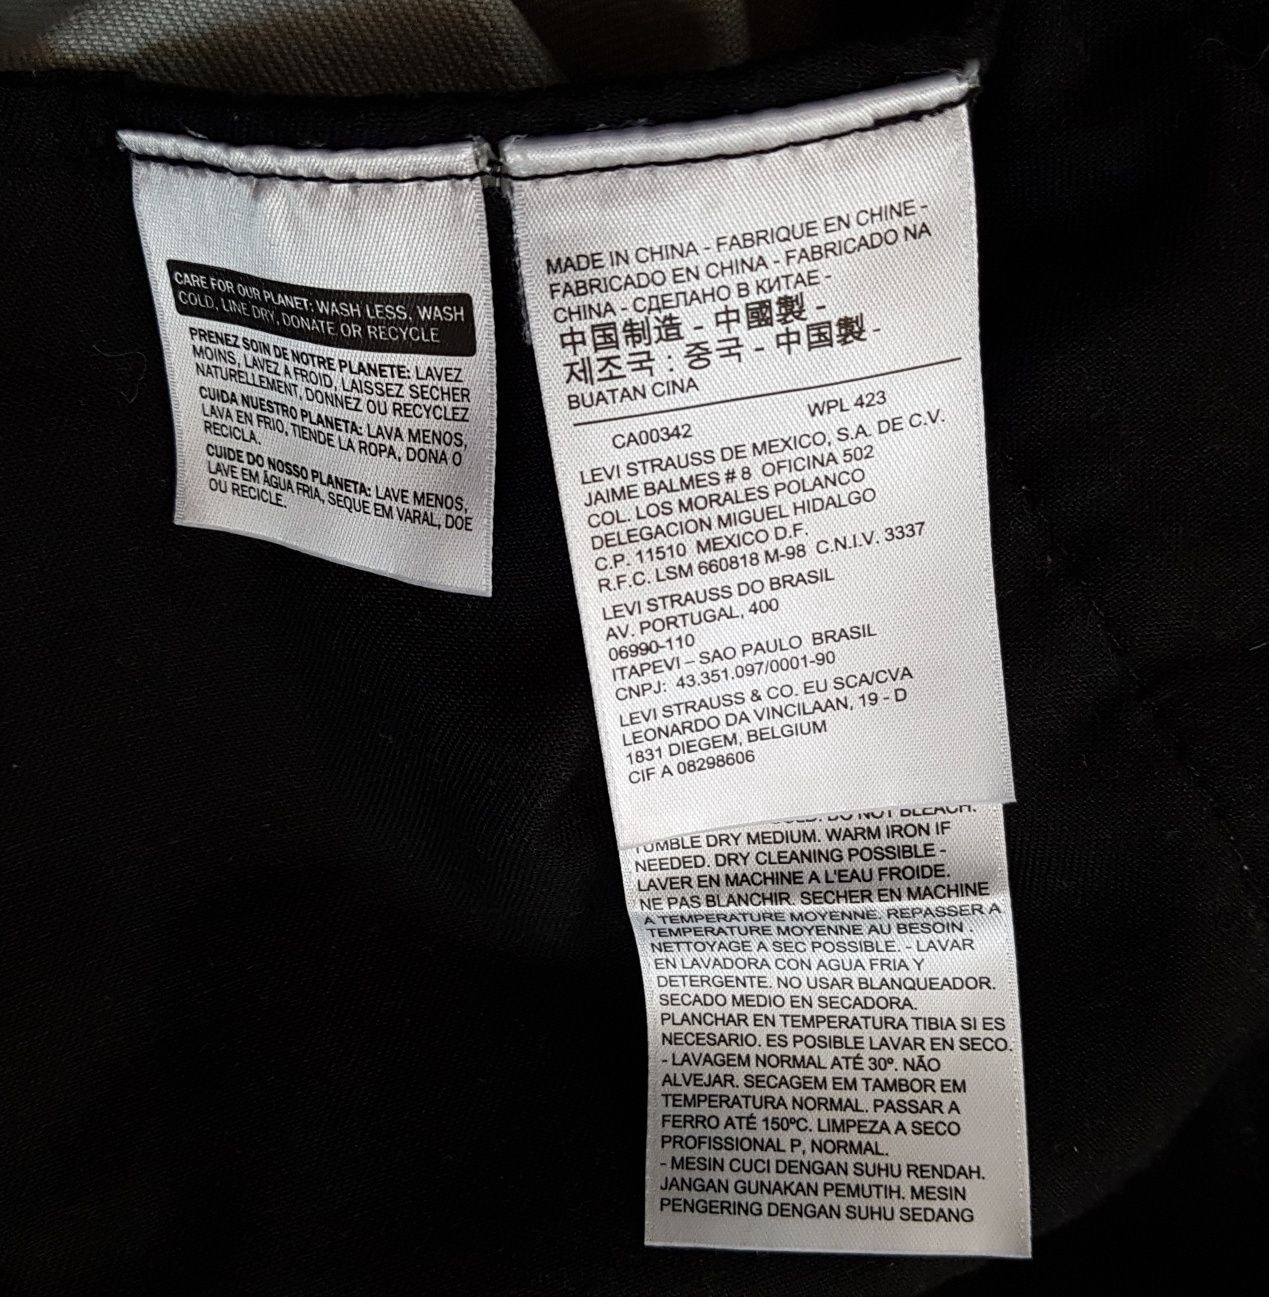 CARE FOR OUR PLANET: WASH LESS, WASH
COLD, LINE DRY, DONATE OR RECYCLE
PRENEZ SOIN DE NOTRE PLANETE: LAVEZ
MOINS, LAVEZ A FROID, LAISSEZ SECHER
NATURELLEMENT, DONNEZ OU RECYCLEZ
CUIDA NUESTRO PLANETA: LAVA MENOS,
LAVA EN FRIO, TIENDE LA ROPA, DONA O
RECICLA.
CUIDE DO NOSSO PLANETA: LAVE MENOS,
LAVE EM ÁGUA FRIA, SEQUE EM VARAL, DOE
OU RECICLE.
MADE IN CHINA - FABRIQUE EN CHINE -
FABRICADO EN CHINA - FABRICADO NA
CHINA - СДЕЛАНО В КИТАЕ -
中国制造 - 中國製 -
제조국 : 중국 - 中国製 -
BUATAN CINA
CA00342 WPL 423
LEVI STRAUSS DE MEXICO, S.A. DE C.V.
JAIME BALMES # 8 OFICINA 502
COL. LOS MORALES POLANCO
DELEGACION MIGUEL HIDALGO
C.P. 11510 MEXICO D.F.
R.F.C. LSM 660818 M-98 C.N.I.V. 3337
LEVI STRAUSS DO BRASIL
AV. PORTUGAL, 400
06990-110
ITAPEVI – SAO PAULO BRASIL
CNPJ: 43.351.097/0001-90
LEVI STRAUSS & CO. EU SCA/CVA
LEONARDO DA VINCILAAN, 19 - D
1831 DIEGEM, BELGIUM
CIF A 08298606
DO NOT BLEACH.
TUMBLE DRY MEDIUM. WARM IRON IF
NEEDED. DRY CLEANING POSSIBLE -
LAVER EN MACHINE A L'EAU FROIDE.
NE PAS BLANCHIR. SECHER EN MACHINE
A TEMPERATURE MOYENNE. REPASSER A
TEMPERATURE MOYENNE AU BESOIN .
NETTOYAGE A SEC POSSIBLE. - LAVAR
EN LAVADORA CON AGUA FRIA Y
DETERGENTE. NO USAR BLANQUEADOR.
SECADO MEDIO EN SECADORA.
PLANCHAR EN TEMPERATURA TIBIA SI ES
NECESARIO. ES POSIBLE LAVAR EN SECO.
- LAVAGEM NORMAL ATÉ 30º. NÃO
ALVEJAR. SECAGEM EM TAMBOR EM
TEMPERATURA NORMAL. PASSAR A
FERRO ATÉ 150ºC. LIMPEZA A SECO
PROFISSIONAL P, NORMAL.
- MESIN CUCI DENGAN SUHU RENDAH.
JANGAN GUNAKAN PEMUTIH. MESIN
PENGERING DENGAN SUHU SEDANG